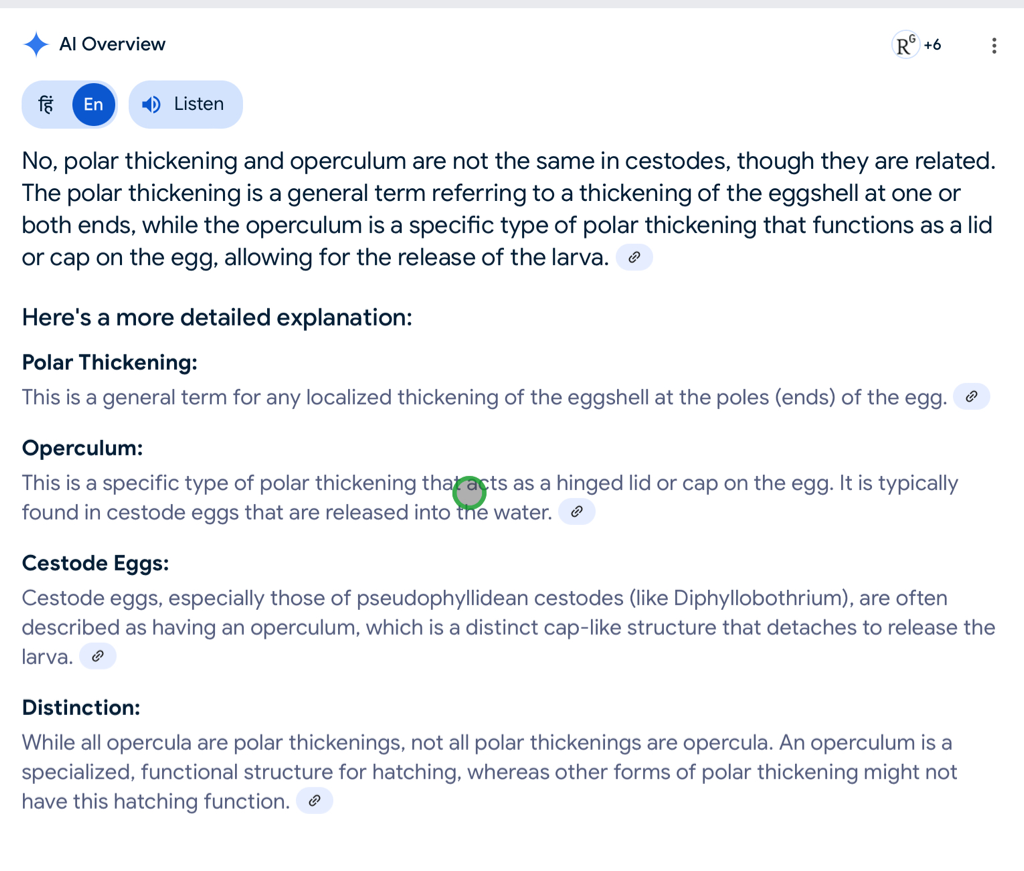 AI Overview
RG +6
हिं En Listen
No, polar thickening and operculum are not the same in cestodes, though they are related.
The polar thickening is a general term referring to a thickening of the eggshell at one or
both ends, while the operculum is a specific type of polar thickening that functions as a lid
or cap on the egg, allowing for the release of the larva.
Here's a more detailed explanation:
Polar Thickening:
This is a general term for any localized thickening of the eggshell at the poles (ends) of the egg.
Operculum:
This is a specific type of polar thickening that acts as a hinged lid or cap on the egg. It is typically
found in cestode eggs that are released into the water.
Cestode Eggs:
Cestode eggs, especially those of pseudophyllidean cestodes (like Diphyllobothrium), are often
described as having an operculum, which is a distinct cap-like structure that detaches to release the
larva.
Distinction:
While all opercula are polar thickenings, not all polar thickenings are opercula. An operculum is a
specialized, functional structure for hatching, whereas other forms of polar thickening might not
have this hatching function.